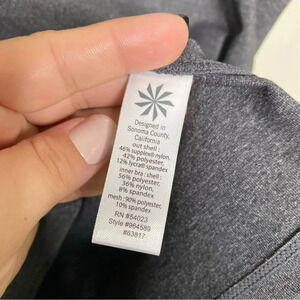 Designed in
Sonoma County,
California
out shell :
46% supplex® nylon,
42% polyester,
12% lycra® spandex
inner bra : shell :
56% polyester,
36% nylon,
8% spandex
mesh : 90% polyester,
10% spandex
RN #54023
Style #964589
#63817